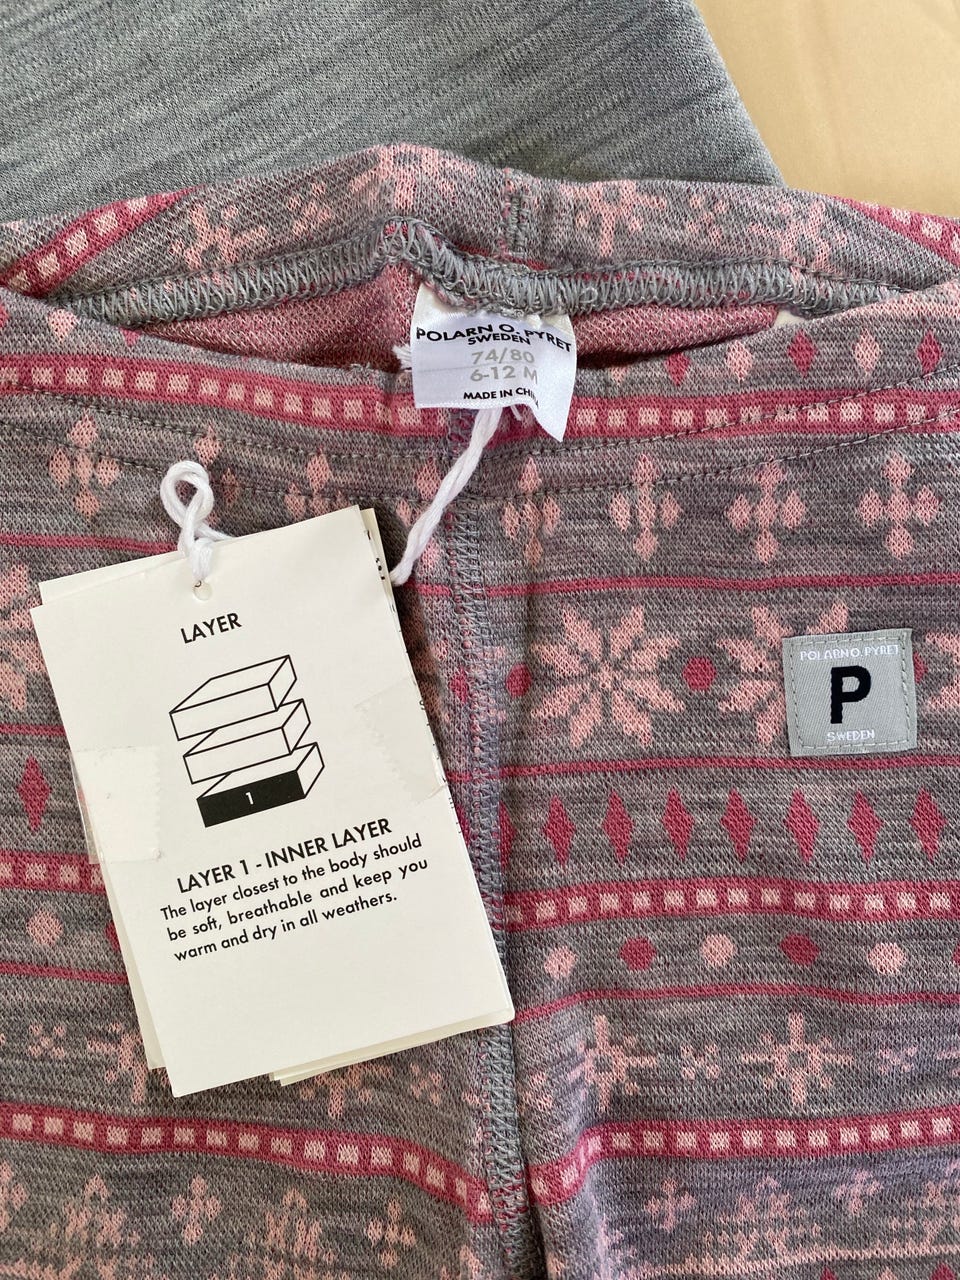 POLARN O. PYRET
SWEDEN
74/80
6-12 M
MADE IN CHINA
LAYER
1
LAYER 1 - INNER LAYER
The layer closest to the body should
be soft, breathable and keep you
warm and dry in all weathers.
POLARN O. PYRET
P
SWEDEN